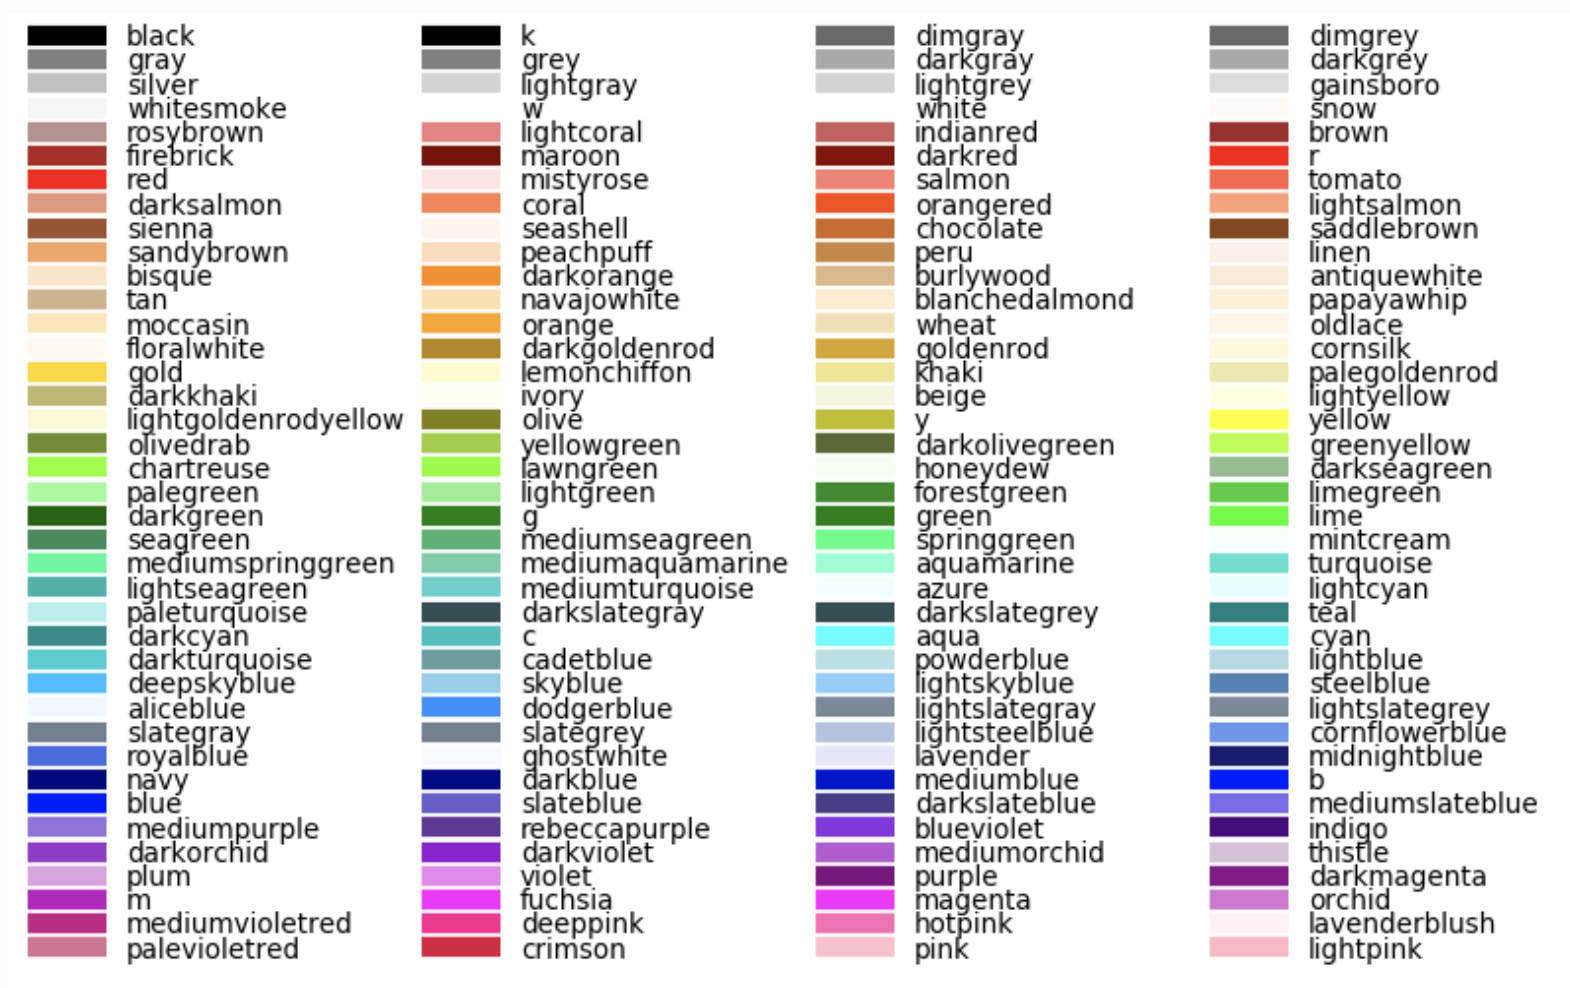 black k dimgray dimgrey
gray grey darkgray darkgrey
silver lightgray lightgrey gainsboro
whitesmoke w white snow
rosybrown lightcoral indianred brown
firebrick maroon darkred r
red mistyrose salmon tomato
darksalmon coral orangered lightsalmon
sienna seashell chocolate saddlebrown
sandybrown peachpuff peru linen
bisque darkorange burlywood antiquewhite
tan navajowhite blanchedalmond papayawhip
moccasin orange wheat oldlace
floralwhite darkgoldenrod goldenrod cornsilk
gold lemonchiffon khaki palegoldenrod
darkkhaki ivory beige lightyellow
lightgoldenrodyellow olive y yellow
olivedrab yellowgreen darkolivegreen greenyellow
chartreuse lawngreen honeydew darkseagreen
palegreen lightgreen forestgreen limegreen
darkgreen g green lime
seagreen mediumseagreen springgreen mintcream
mediumspringgreen mediumaquamarine aquamarine turquoise
lightseagreen mediumturquoise azure lightcyan
paleturquoise darkslategray darkslategrey teal
darkcyan c aqua cyan
darkturquoise cadetblue powderblue lightblue
deepskyblue skyblue lightskyblue steelblue
aliceblue dodgerblue lightslategray lightslategrey
slategray slategrey lightsteelblue cornflowerblue
royalblue ghostwhite lavender midnightblue
navy darkblue mediumblue b
blue slateblue darkslateblue mediumslateblue
mediumpurple rebeccapurple blueviolet indigo
darkorchid darkviolet mediumorchid thistle
plum violet purple darkmagenta
m fuchsia magenta orchid
mediumvioletred deeppink hotpink lavenderblush
palevioletred crimson pink lightpink